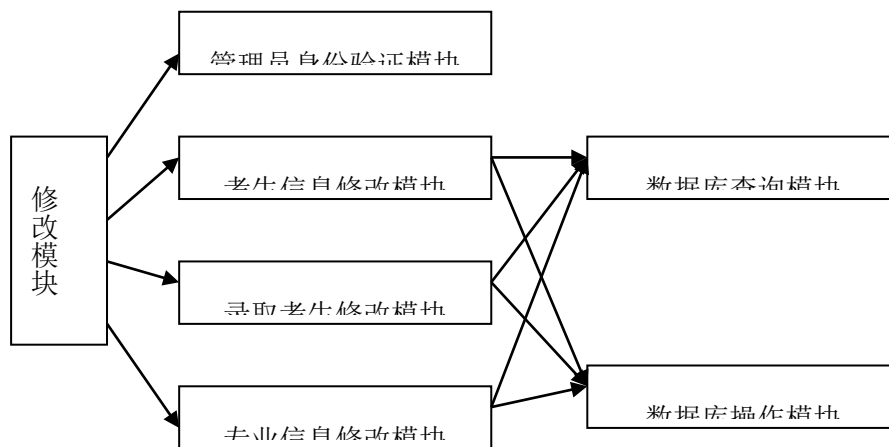 管理员身份验证模块
考生信息修改模块
数据库查询模块
修改模块
录取考生修改模块
专业信息修改模块
数据库操作模块